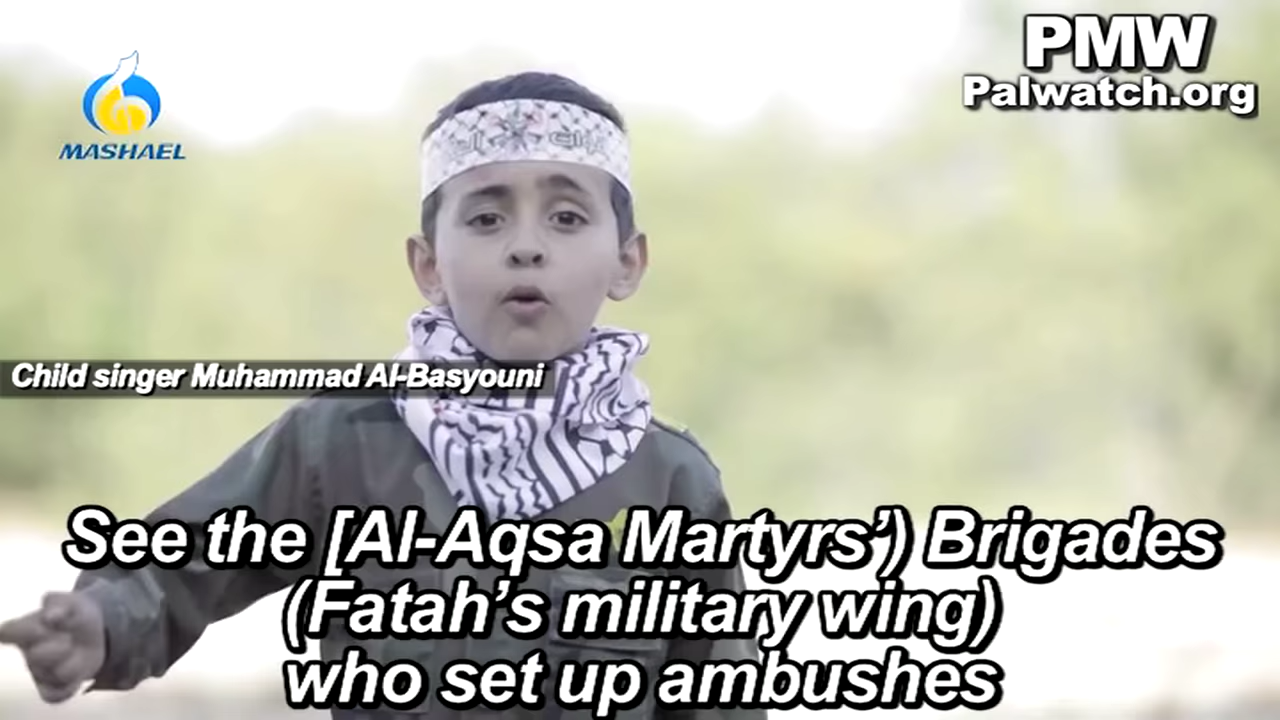 PMW
Palwatch.org
MASHAEL
Child singer Muhammad Al-Basyouni
See the [Al-Aqsa Martyrs’) Brigades
(Fatah’s military wing)
who set up ambushes